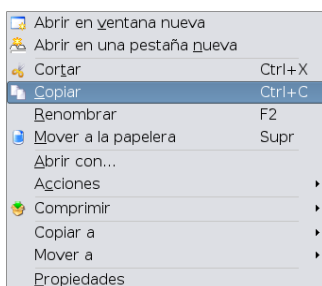 Abrir en ventana nueva
Abrir en una pestaña nueva
Cortar Ctrl+X
Copiar Ctrl+C
Renombrar F2
Mover a la papelera Supr
Abrir con...
Acciones
Comprimir
Copiar a
Mover a
Propiedades